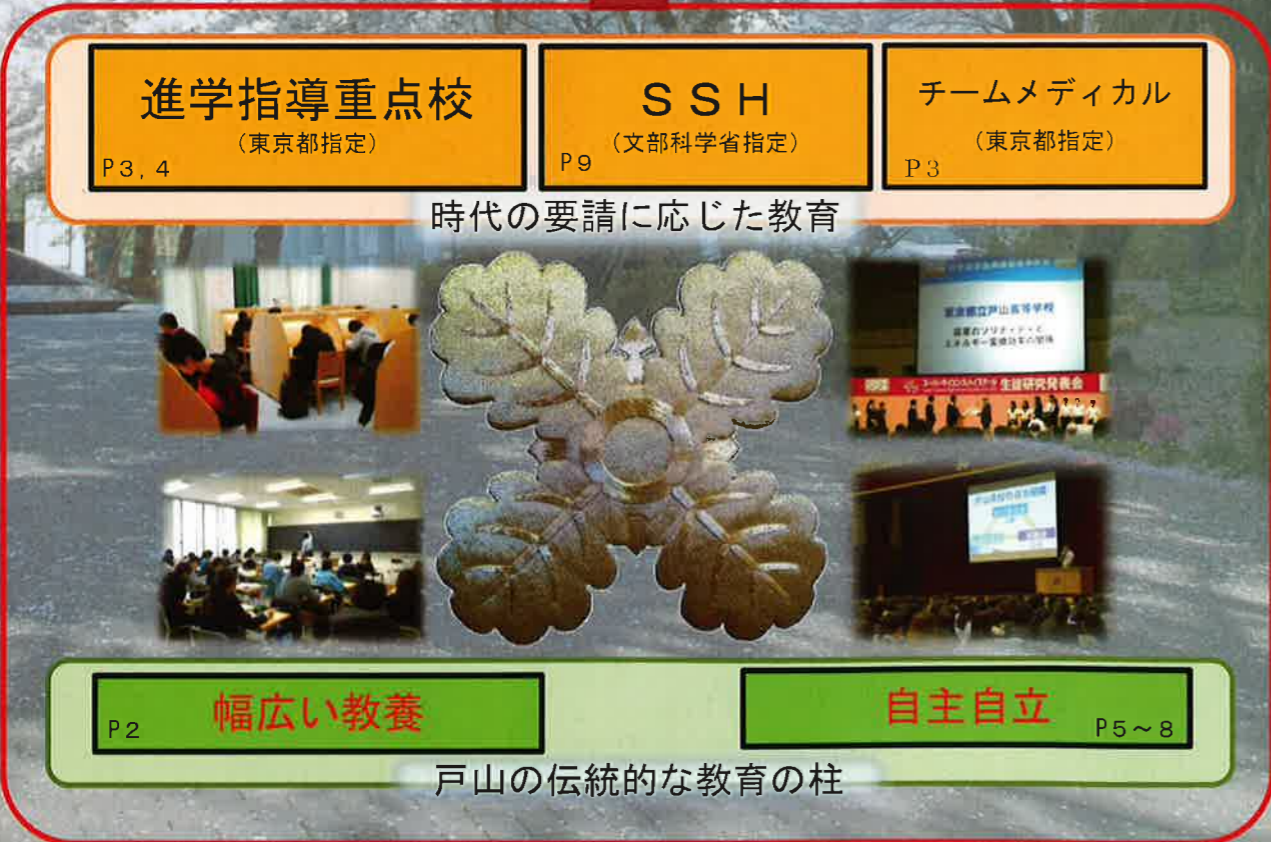 進学指導重点校
（東京都指定）
P3,4
ＳＳＨ
（文部科学省指定）
P9
チームメディカル
（東京都指定）
P3
時代の要請に応じた教育
東京都立戸山高等学校
生徒研究発表会
幅広い教養
P2
自主自立
P5～8
戸山の伝統的な教育の柱